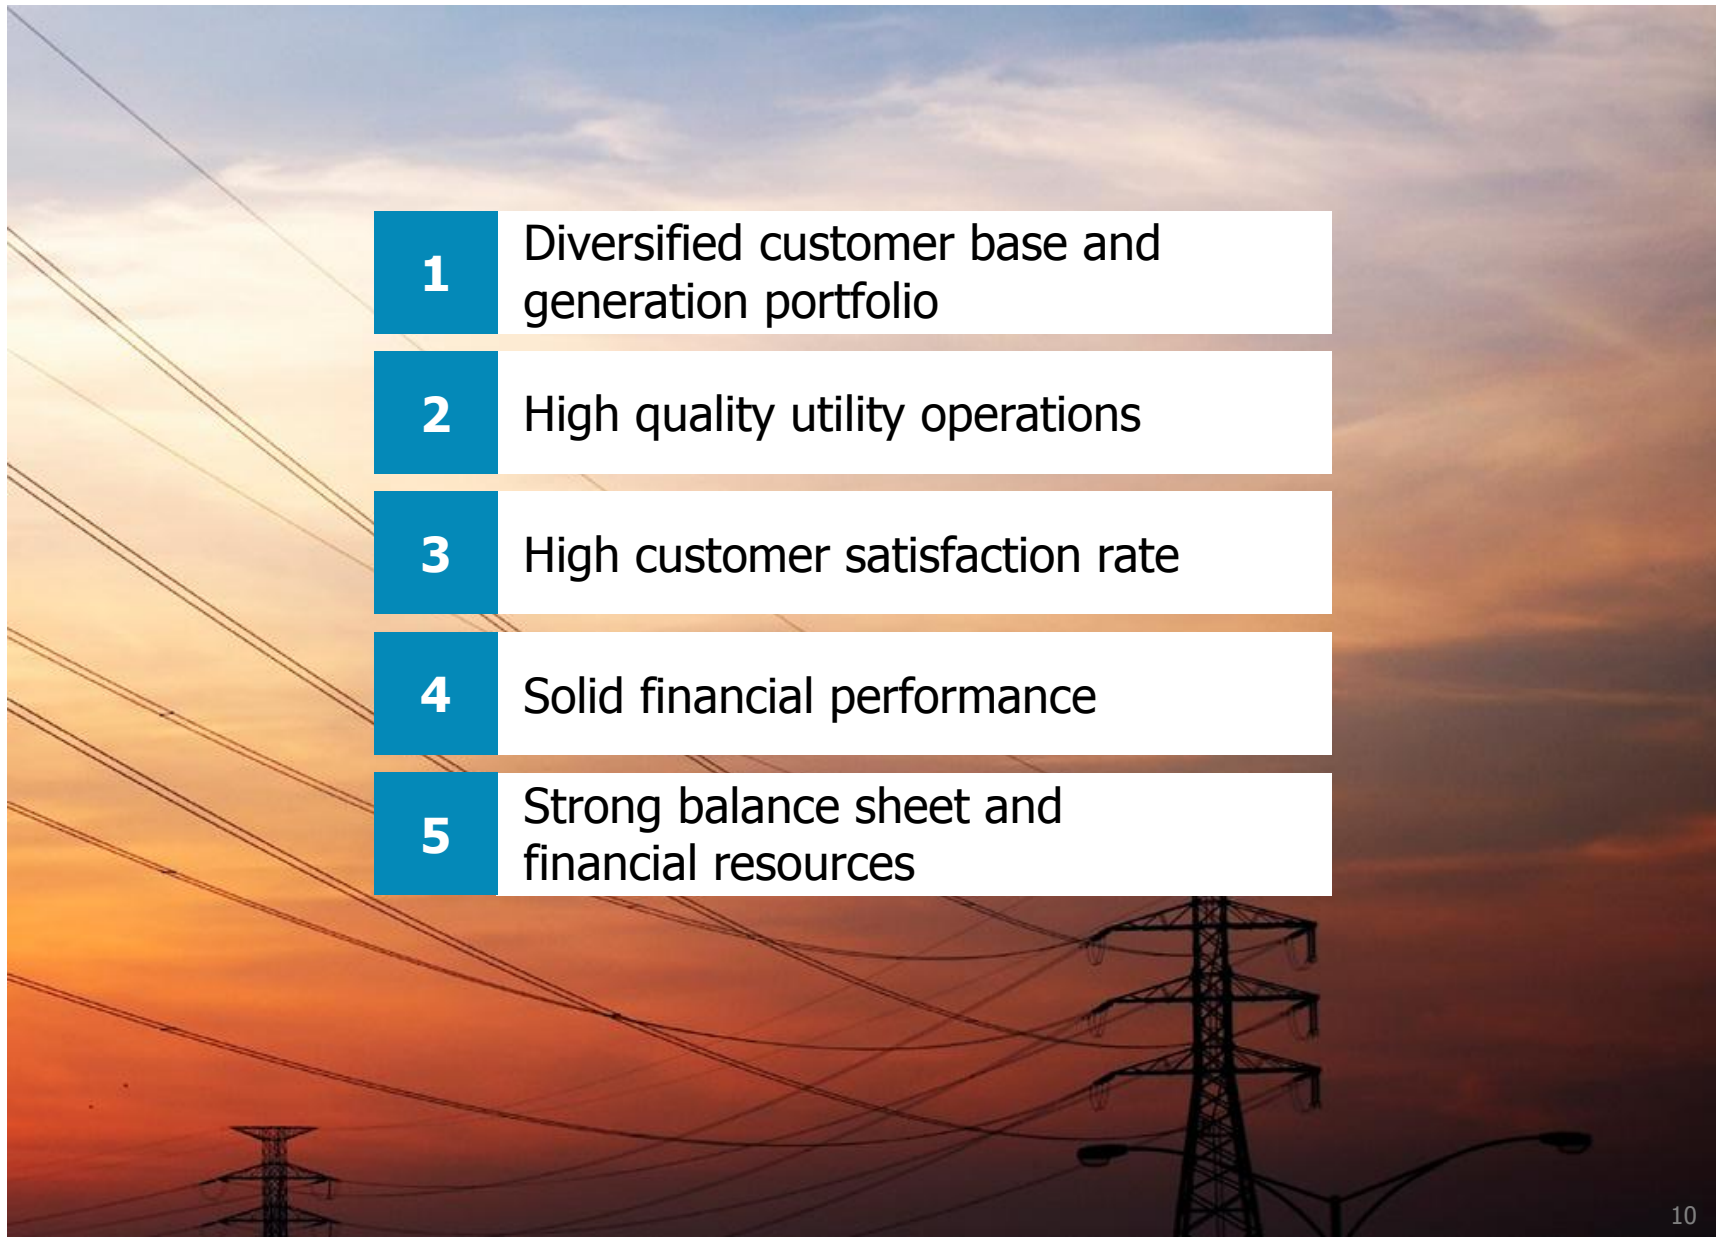 1
Diversified customer base and
generation portfolio
2
High quality utility operations
3
High customer satisfaction rate
4
Solid financial performance
5
Strong balance sheet and
financial resources
10